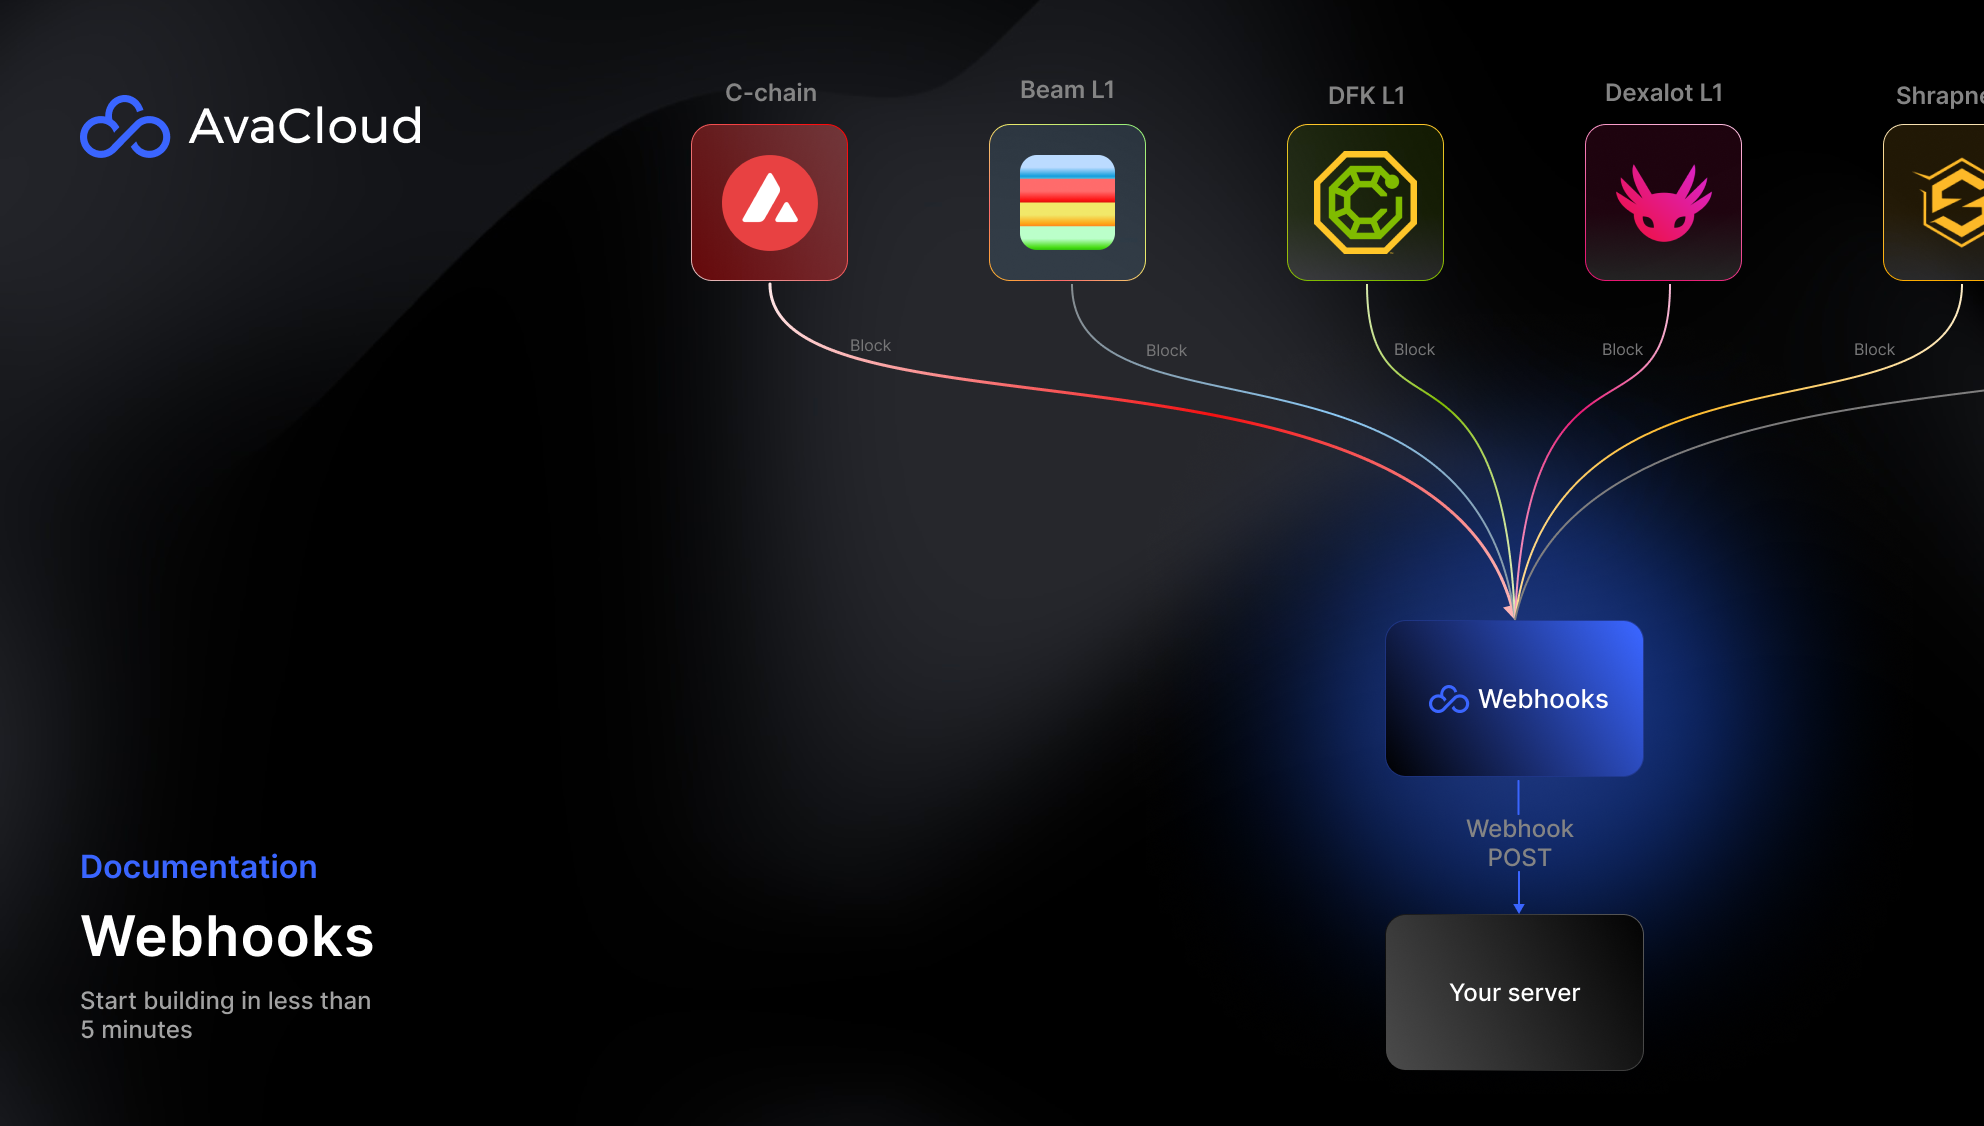 AvaCloud
C-chain
Beam L1
DFK L1
Dexalot L1
Block
Block
Block
Block
Block
Webhooks
Webhook
POST
Your server
Documentation
Webhooks
Start building in less than
5 minutes